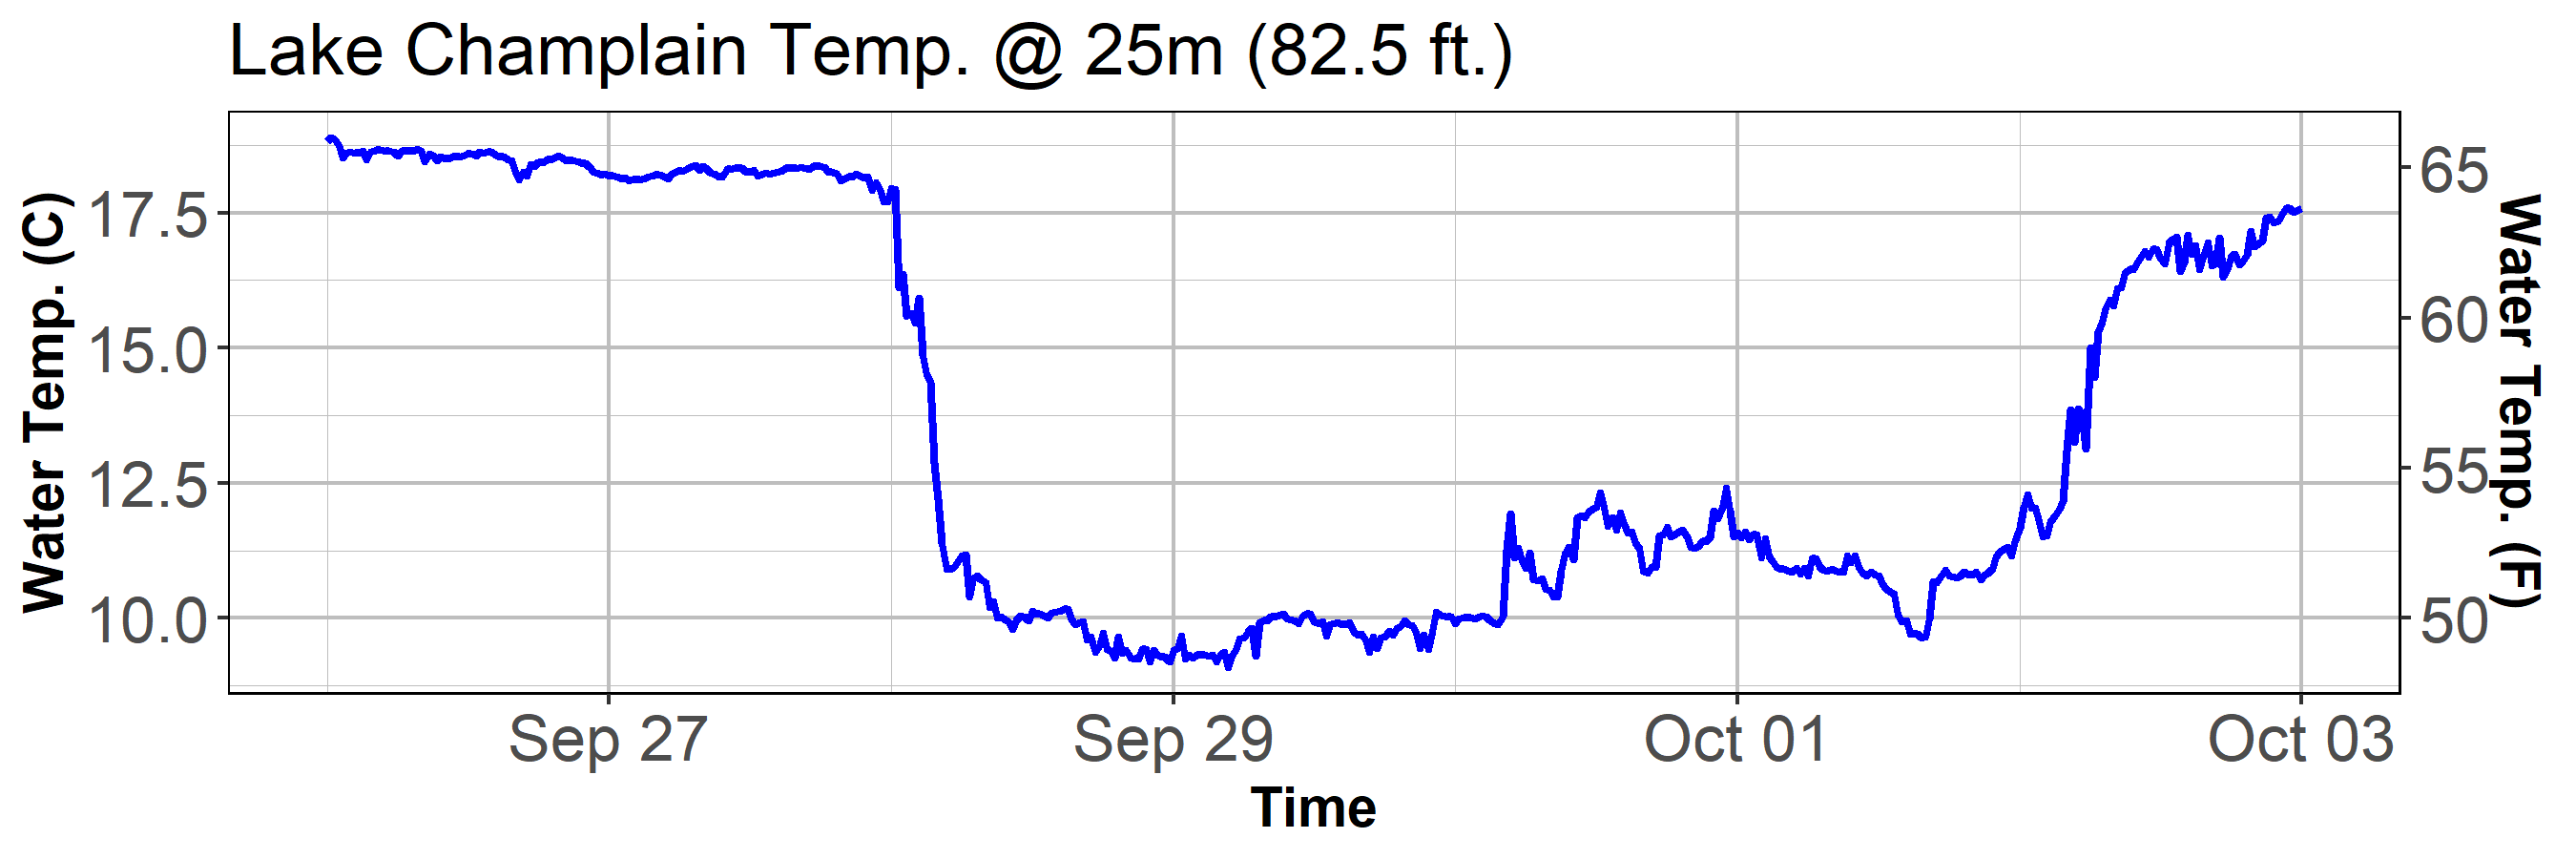 Lake Champlain Temp. @ 25m (82.5 ft.)
Water Temp. (C)
17.5
15.0
12.5
10.0
65
60
55
50
Water Temp. (F)
Sep 27
Sep 29
Oct 01
Oct 03
Time